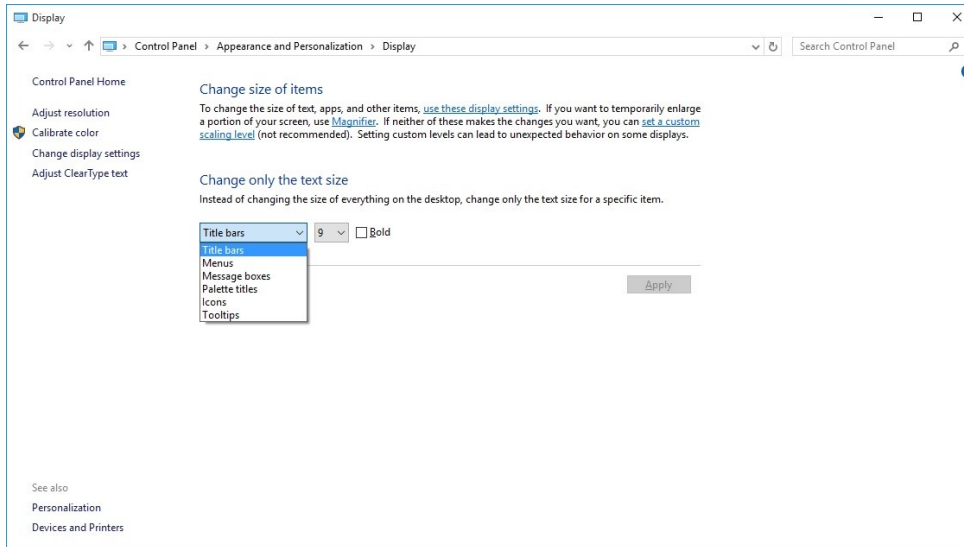 Display
Control Panel > Appearance and Personalization > Display
Search Control Panel
Control Panel Home
Adjust resolution
Calibrate color
Change display settings
Adjust ClearType text
Change size of items
To change the size of text, apps, and other items, use these display settings. If you want to temporarily enlarge
a portion of your screen, use Magnifier. If neither of these makes the changes you want, you can set a custom
scaling level (not recommended). Setting custom levels can lead to unexpected behavior on some displays.
Change only the text size
Instead of changing the size of everything on the desktop, change only the text size for a specific item.
Title bars 9 Bold
Title bars
Menus
Message boxes
Palette titles
Icons
Tooltips
Apply
See also
Personalization
Devices and Printers